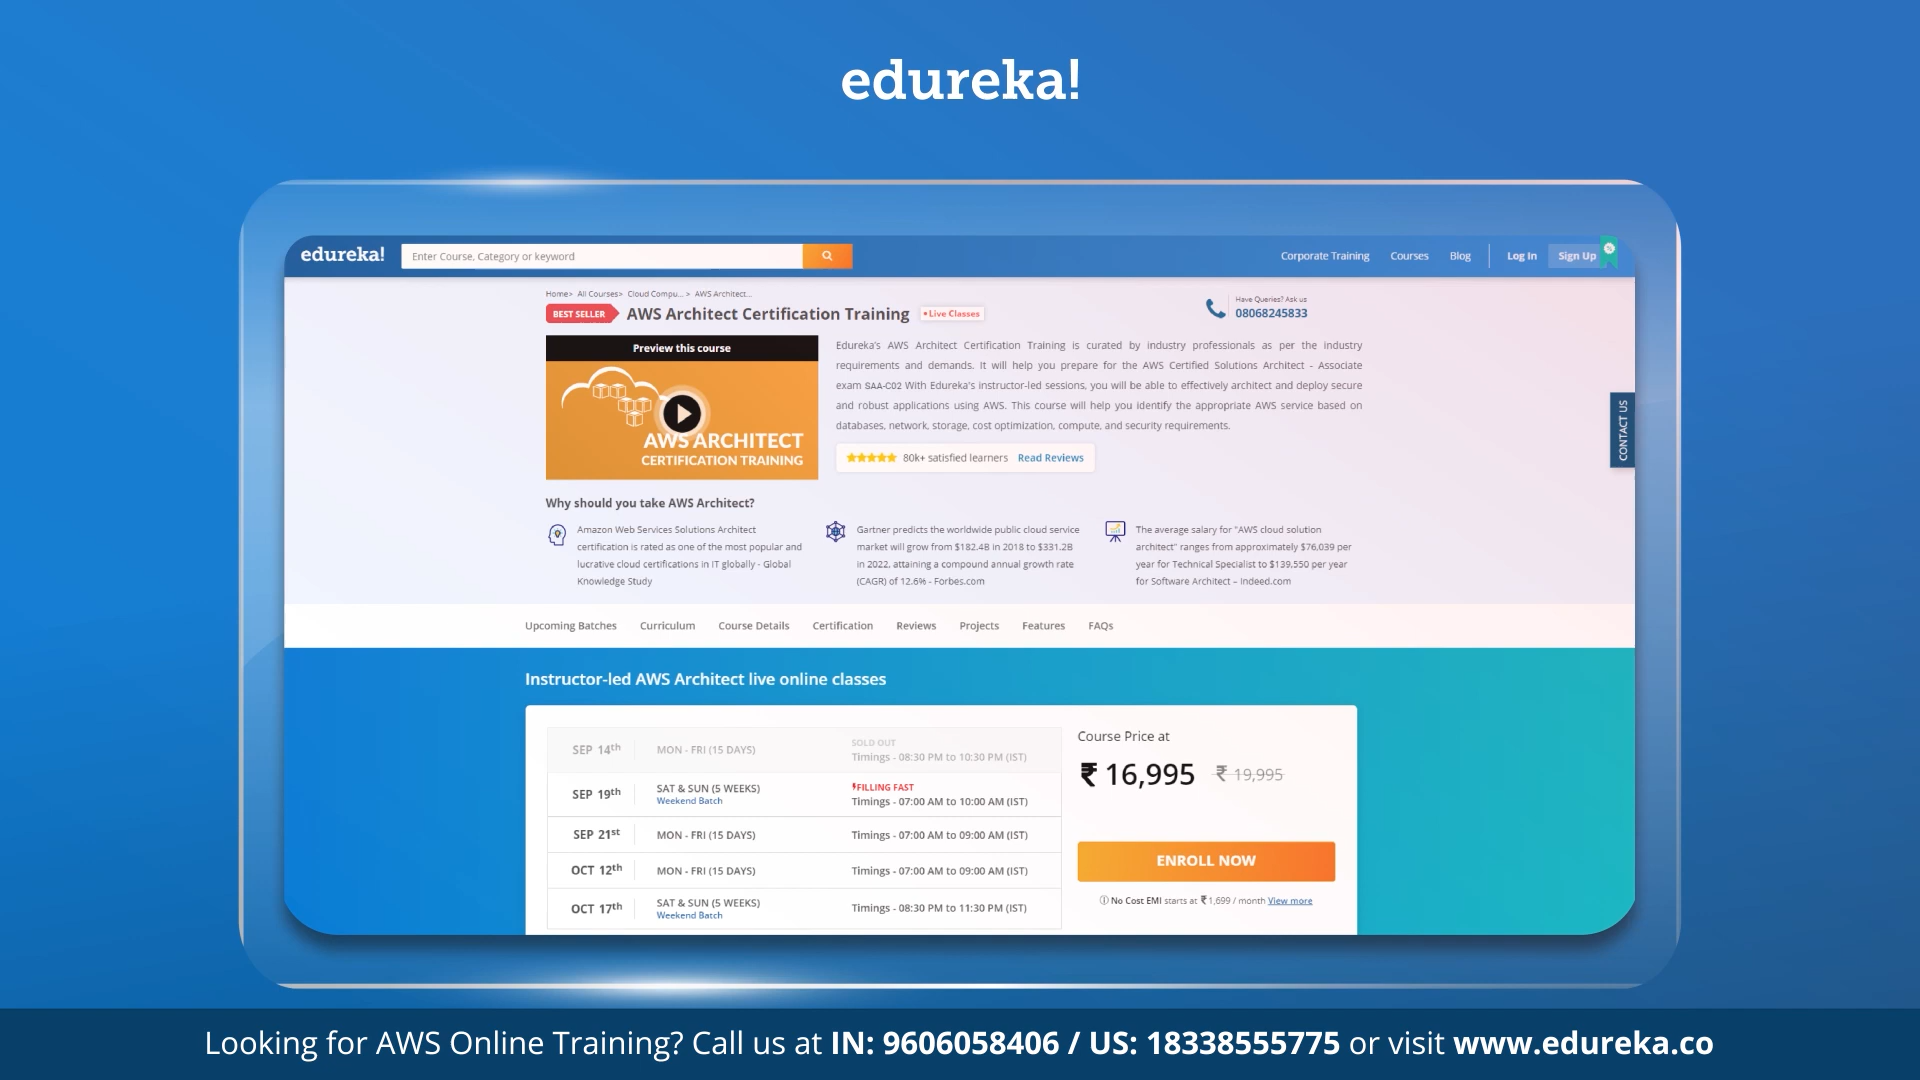 edureka!
edureka!
Enter Course, Category or keyword
Corporate Training Courses Blog Log In Sign Up
Home> All Courses> Cloud Compu... > AWS Architect...
BEST SELLER AWS Architect Certification Training • Live Classes
Have Queries? Ask us
08068245833
Preview this course
AWS ARCHITECT
CERTIFICATION TRAINING
Edureka's AWS Architect Certification Training is curated by industry professionals as per the industry
requirements and demands. It will help you prepare for the AWS Certified Solutions Architect - Associate
exam SAA-C02 With Edureka's instructor-led sessions, you will be able to effectively architect and deploy secure
and robust applications using AWS. This course will help you identify the appropriate AWS service based on
databases, network, storage, cost optimization, compute, and security requirements.
80k+ satisfied learners Read Reviews
CONTACT US
Why should you take AWS Architect?
Amazon Web Services Solutions Architect
certification is rated as one of the most popular and
lucrative cloud certifications in IT globally - Global
Knowledge Study
Gartner predicts the worldwide public cloud service
market will grow from $182.4B in 2018 to $331.2B
in 2022, attaining a compound annual growth rate
(CAGR) of 12.6% - Forbes.com
The average salary for "AWS cloud solution
architect" ranges from approximately $76,039 per
year for Technical Specialist to $139,550 per year
for Software Architect – Indeed.com
Upcoming Batches Curriculum Course Details Certification Reviews Projects Features FAQs
Instructor-led AWS Architect live online classes
SEP 14th MON - FRI (15 DAYS) SOLD OUT
Timings - 08:30 PM to 10:30 PM (IST)
SEP 19th SAT & SUN (5 WEEKS) FILLING FAST
Weekend Batch Timings - 07:00 AM to 10:00 AM (IST)
SEP 21st MON - FRI (15 DAYS) Timings - 07:00 AM to 09:00 AM (IST)
OCT 12th MON - FRI (15 DAYS) Timings - 07:00 AM to 09:00 AM (IST)
OCT 17th SAT & SUN (5 WEEKS) Timings - 08:30 PM to 11:30 PM (IST)
Weekend Batch
Course Price at
₹ 16,995 ₹ 19,995
ENROLL NOW
No Cost EMI starts at ₹ 1,699 / month View more
Looking for AWS Online Training? Call us at IN: 9606058406 / US: 18338555775 or visit www.edureka.co